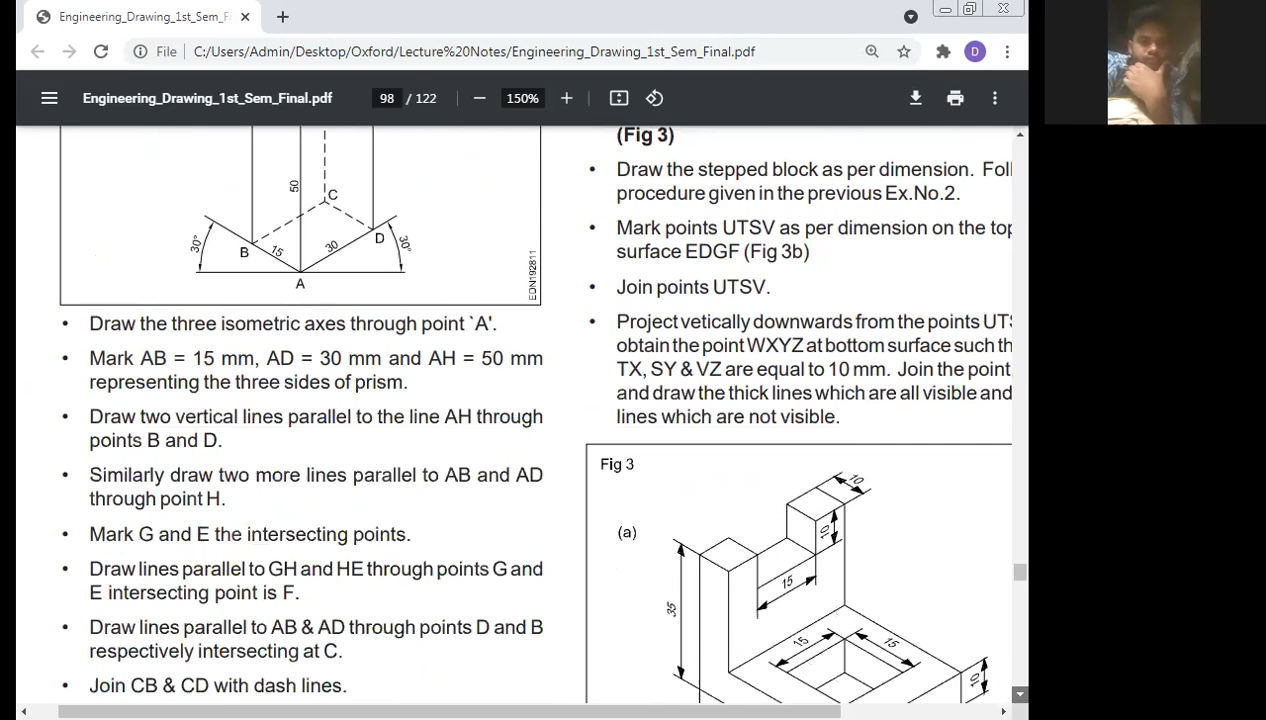 Engineering_Drawing_1st_Sem_F
File
C:/Users/Admin/Desktop/Oxford/Lecture%20Notes/Engineering_Drawing_1st_Sem_Final.pdf
D
Engineering_Drawing_1st_Sem_Final.pdf
98 / 122
150%
50
C
30°
B
15
30
D
30°
A
EDN192811
• Draw the three isometric axes through point `A'.
• Mark AB = 15 mm, AD = 30 mm and AH = 50 mm
representing the three sides of prism.
• Draw two vertical lines parallel to the line AH through
points B and D.
• Similarly draw two more lines parallel to AB and AD
through point H.
• Mark G and E the intersecting points.
• Draw lines parallel to GH and HE through points G and
E intersecting point is F.
• Draw lines parallel to AB & AD through points D and B
respectively intersecting at C.
• Join CB & CD with dash lines.
(Fig 3)
• Draw the stepped block as per dimension. Fol
procedure given in the previous Ex.No.2.
• Mark points UTSV as per dimension on the top
surface EDGF (Fig 3b)
• Join points UTSV.
• Project vetically downwards from the points UTS
obtain the point WXYZ at bottom surface such th
TX, SY & VZ are equal to 10 mm. Join the point
and draw the thick lines which are all visible and
lines which are not visible.
Fig 3
(a)
10
10
15
35
15
15
10